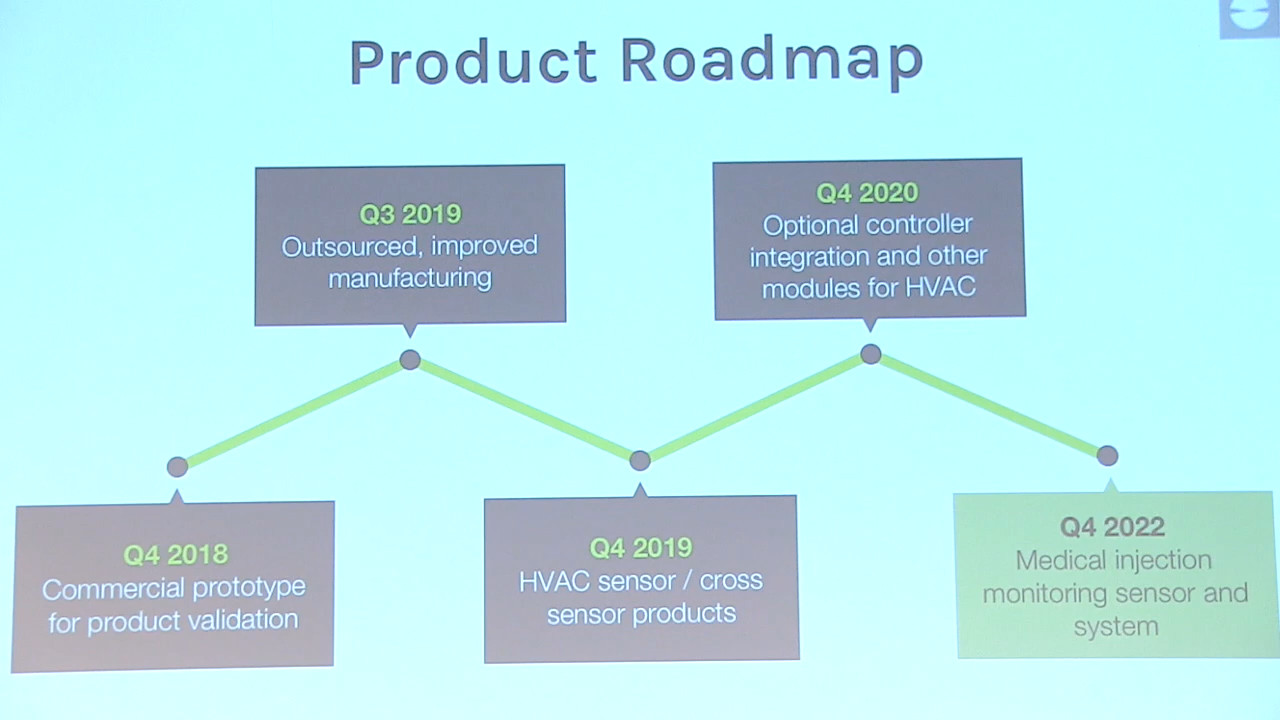 Product Roadmap
Q3 2019
Outsourced, improved
manufacturing
Q4 2020
Optional controller
integration and other
modules for HVAC
Q4 2018
Commercial prototype
for product validation
Q4 2019
HVAC sensor / cross
sensor products
Q4 2022
Medical injection
monitoring sensor and
system